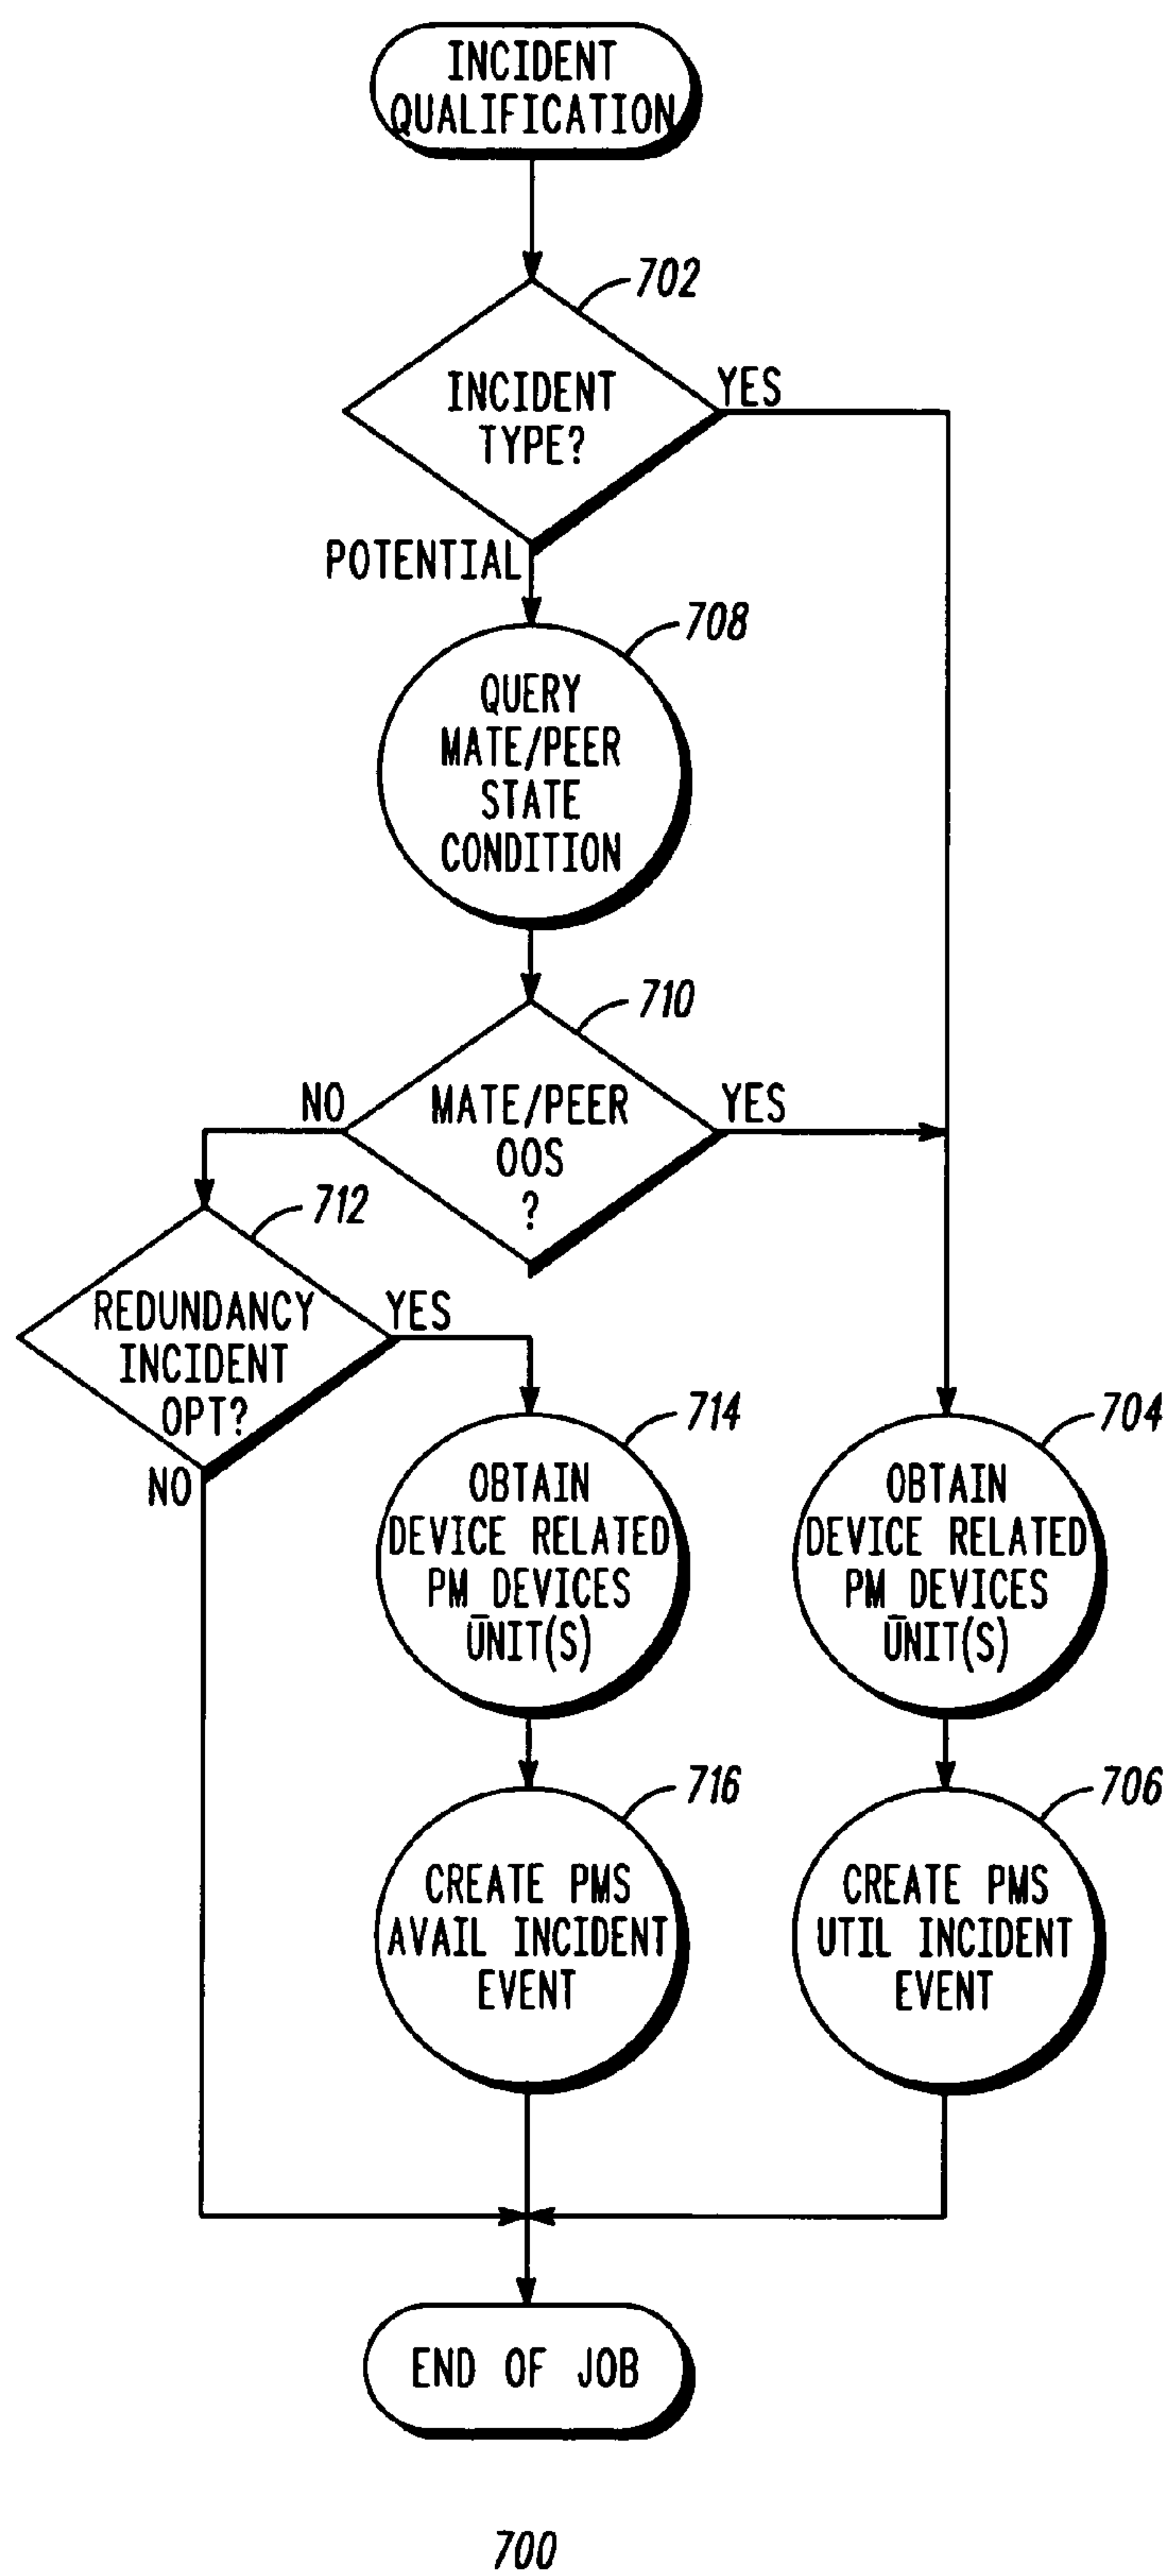 INCIDENT
QUALIFICATION
702
INCIDENT
TYPE?
YES
POTENTIAL
708
QUERY
MATE/PEER
STATE
CONDITION
710
MATE/PEER
OOS
?
NO
YES
712
REDUNDANCY
INCIDENT
OPT?
YES
NO
714
OBTAIN
DEVICE RELATED
PM_DEVICES
UNIT(S)
704
OBTAIN
DEVICE RELATED
PM_DEVICES
UNIT(S)
716
CREATE PMS
AVAIL INCIDENT
EVENT
706
CREATE PMS
UTIL INCIDENT
EVENT
END OF JOB
700